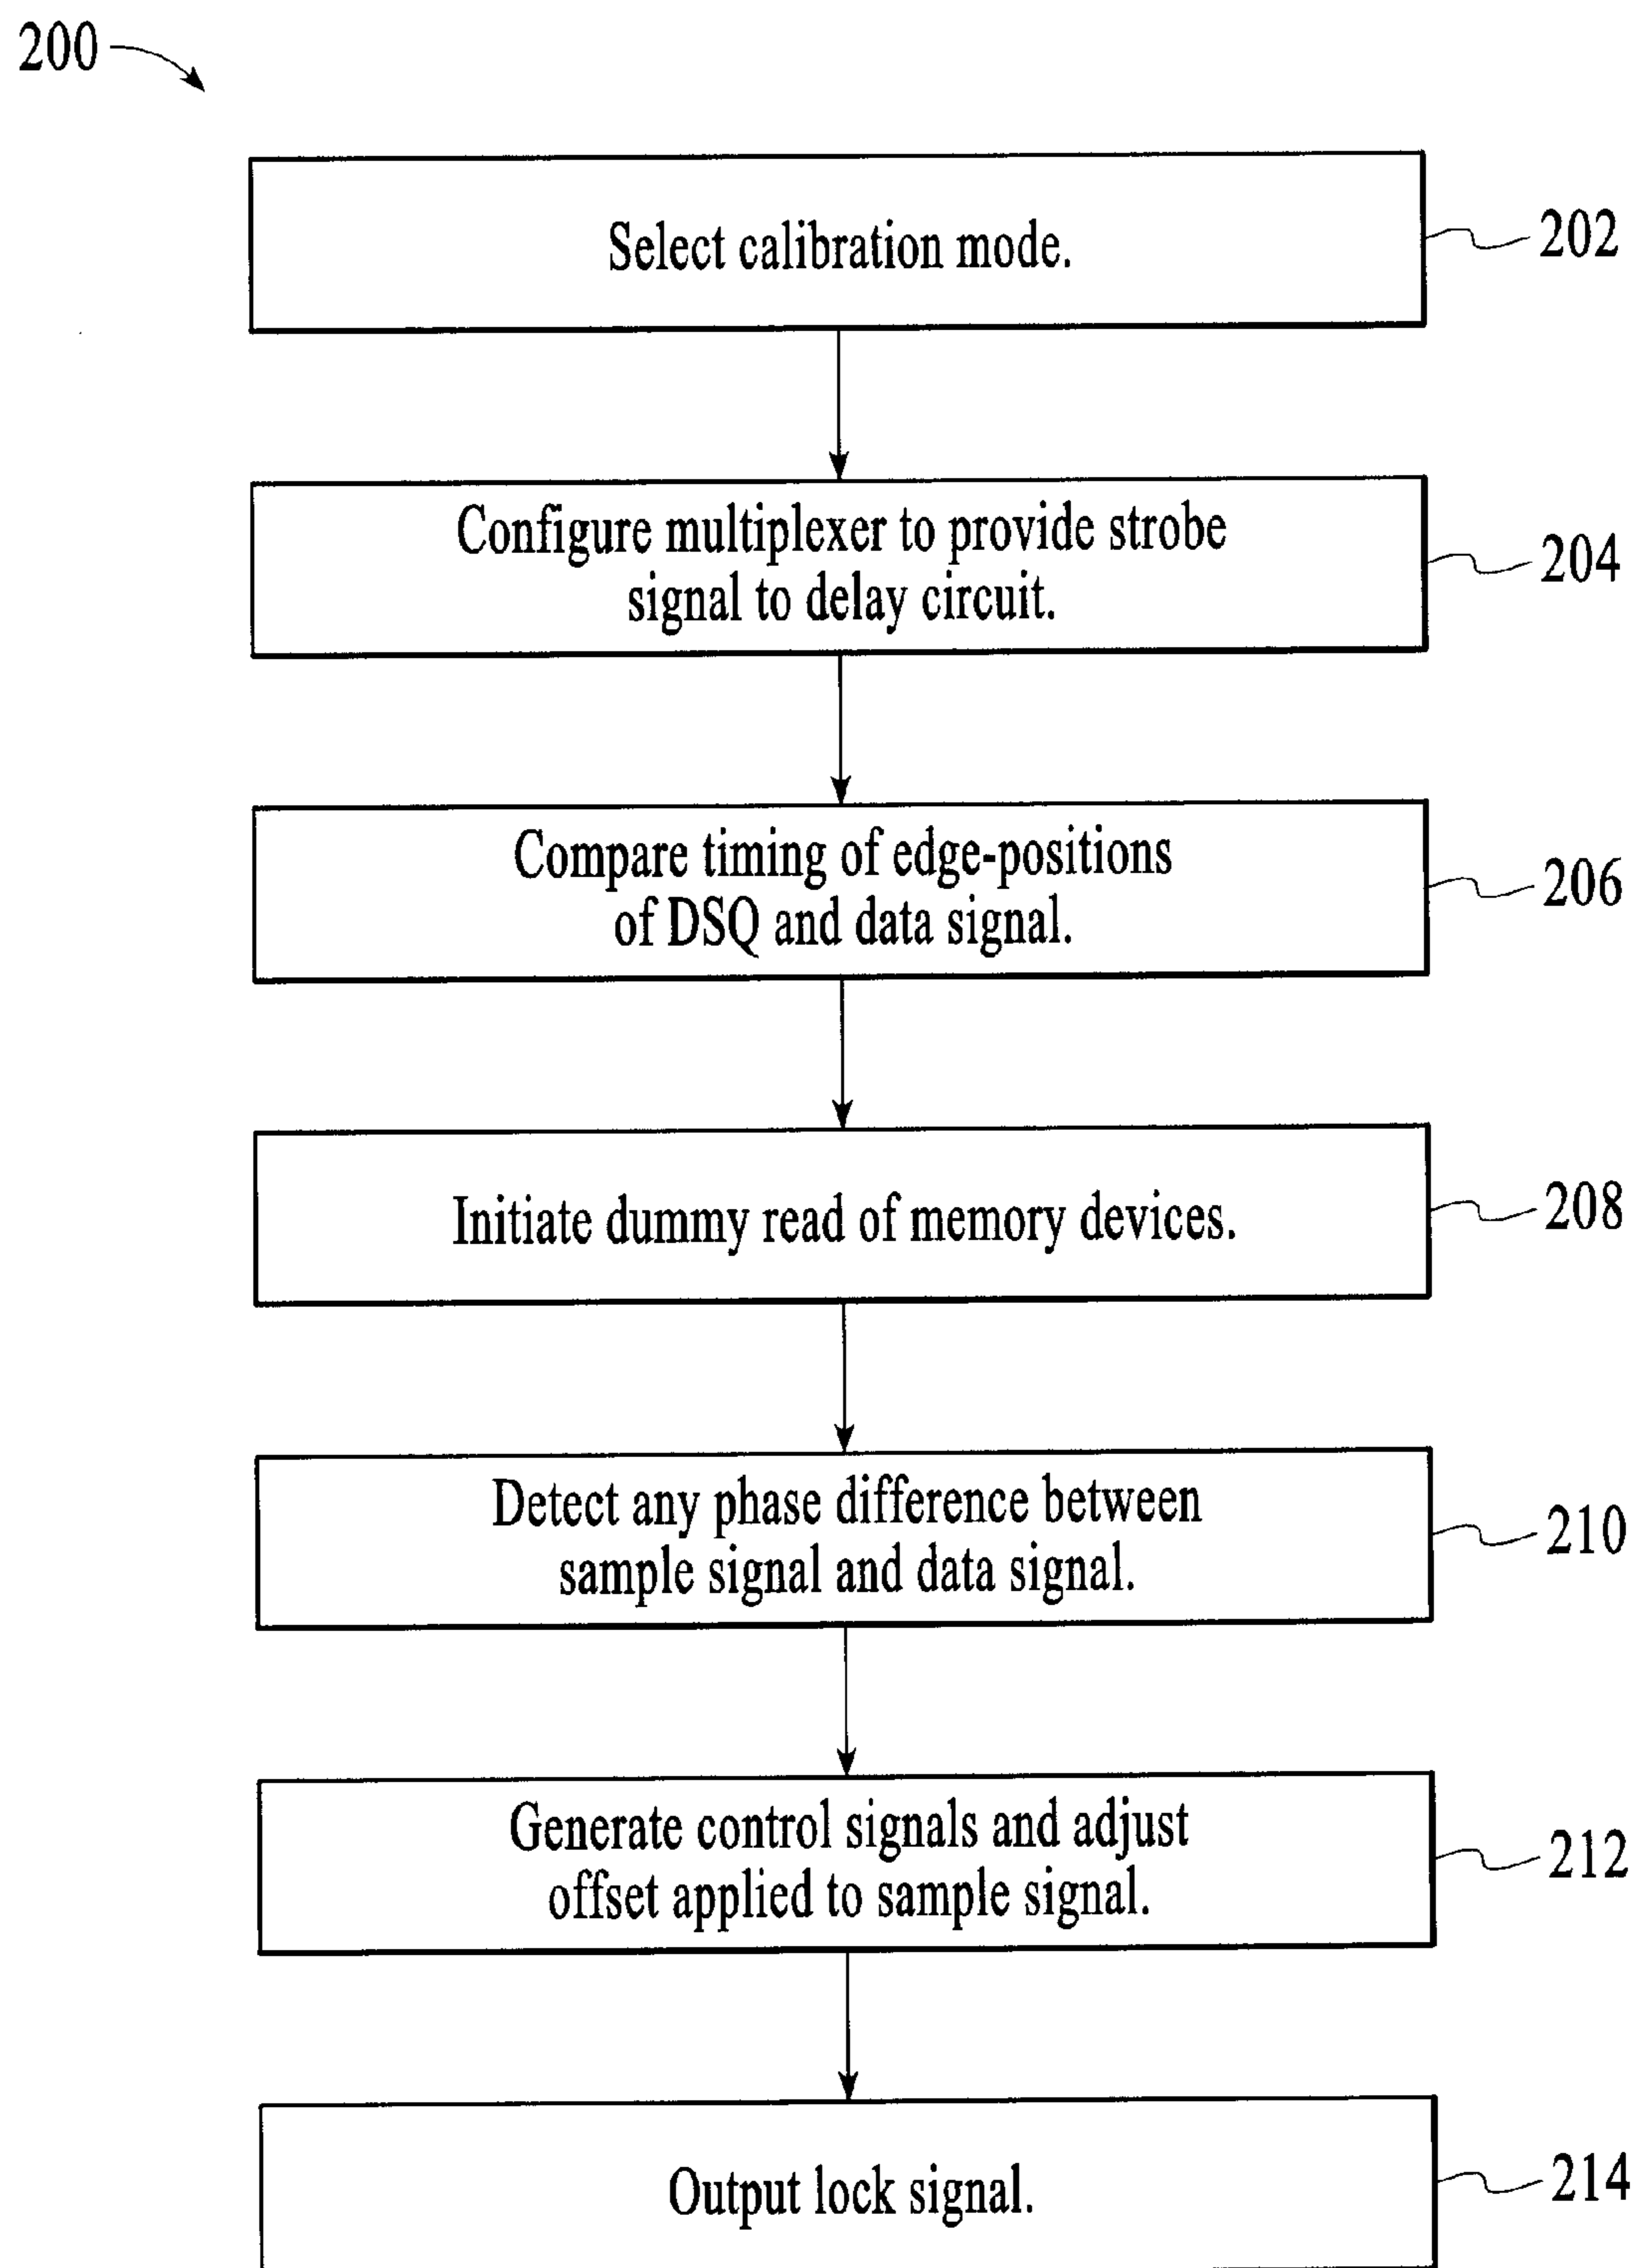 200
Select calibration mode.
202
Configure multiplexer to provide strobe
signal to delay circuit.
204
Compare timing of edge-positions
of DSQ and data signal.
206
Initiate dummy read of memory devices.
208
Detect any phase difference between
sample signal and data signal.
210
Generate control signals and adjust
offset applied to sample signal.
212
Output lock signal.
214